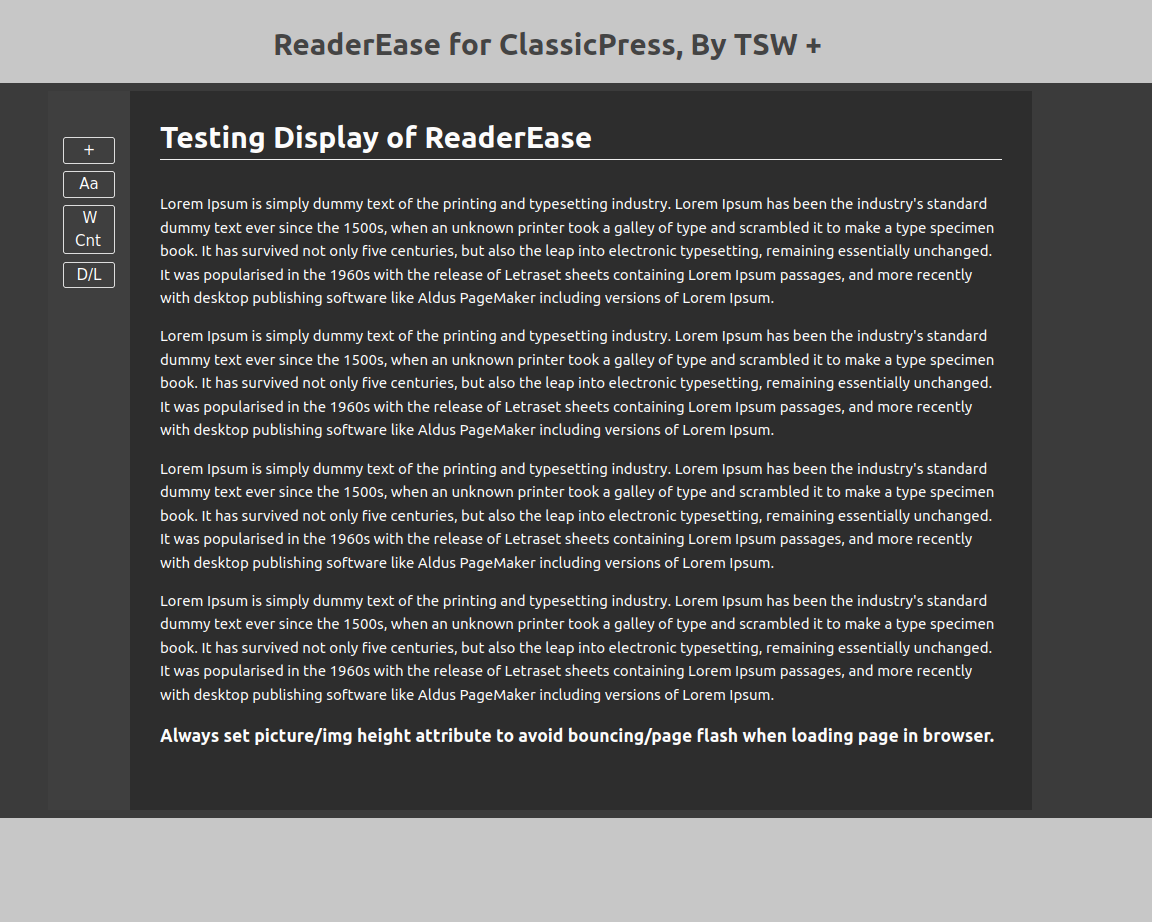 ReaderEase for ClassicPress, By TSW +
+
Aa
W
Cnt
D/L
Testing Display of ReaderEase
Lorem Ipsum is simply dummy text of the printing and typesetting industry. Lorem Ipsum has been the industry's standard
dummy text ever since the 1500s, when an unknown printer took a galley of type and scrambled it to make a type specimen
book. It has survived not only five centuries, but also the leap into electronic typesetting, remaining essentially unchanged.
It was popularised in the 1960s with the release of Letraset sheets containing Lorem Ipsum passages, and more recently
with desktop publishing software like Aldus PageMaker including versions of Lorem Ipsum.
Lorem Ipsum is simply dummy text of the printing and typesetting industry. Lorem Ipsum has been the industry's standard
dummy text ever since the 1500s, when an unknown printer took a galley of type and scrambled it to make a type specimen
book. It has survived not only five centuries, but also the leap into electronic typesetting, remaining essentially unchanged.
It was popularised in the 1960s with the release of Letraset sheets containing Lorem Ipsum passages, and more recently
with desktop publishing software like Aldus PageMaker including versions of Lorem Ipsum.
Lorem Ipsum is simply dummy text of the printing and typesetting industry. Lorem Ipsum has been the industry's standard
dummy text ever since the 1500s, when an unknown printer took a galley of type and scrambled it to make a type specimen
book. It has survived not only five centuries, but also the leap into electronic typesetting, remaining essentially unchanged.
It was popularised in the 1960s with the release of Letraset sheets containing Lorem Ipsum passages, and more recently
with desktop publishing software like Aldus PageMaker including versions of Lorem Ipsum.
Lorem Ipsum is simply dummy text of the printing and typesetting industry. Lorem Ipsum has been the industry's standard
dummy text ever since the 1500s, when an unknown printer took a galley of type and scrambled it to make a type specimen
book. It has survived not only five centuries, but also the leap into electronic typesetting, remaining essentially unchanged.
It was popularised in the 1960s with the release of Letraset sheets containing Lorem Ipsum passages, and more recently
with desktop publishing software like Aldus PageMaker including versions of Lorem Ipsum.
Always set picture/img height attribute to avoid bouncing/page flash when loading page in browser.